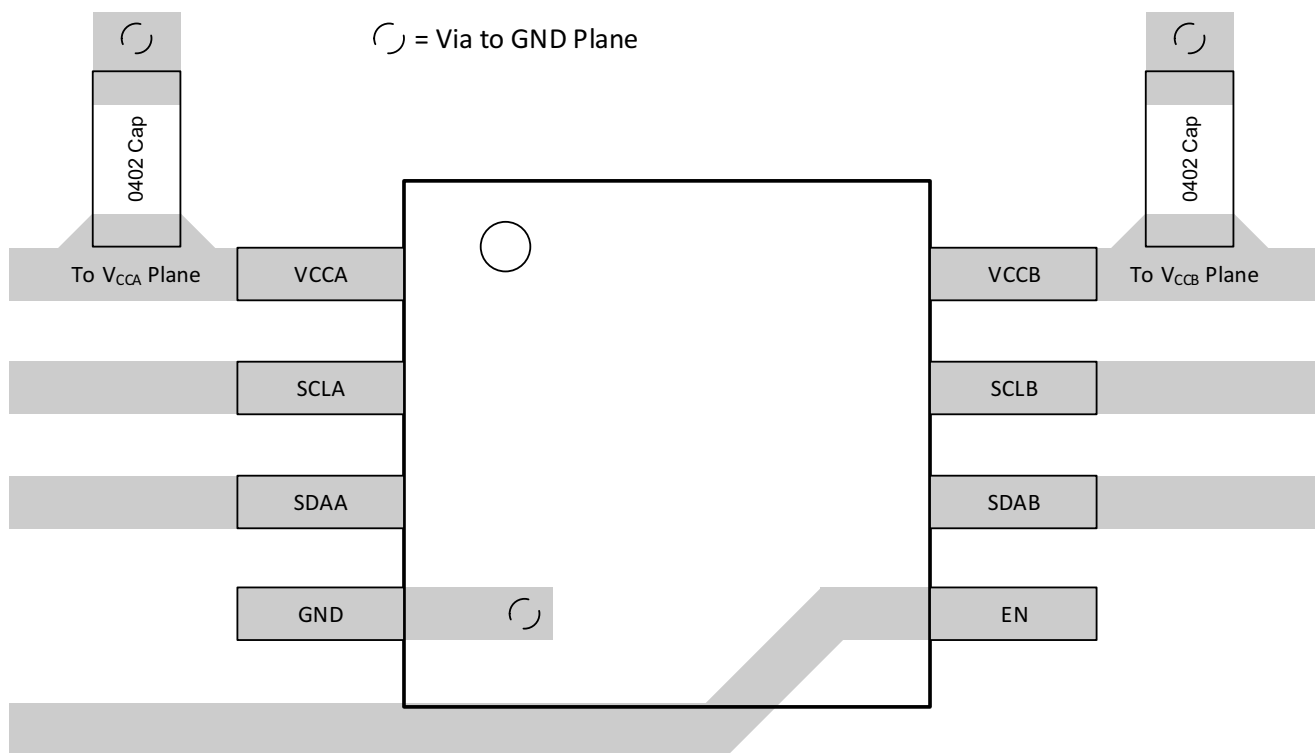 = Via to GND Plane
0402 Cap
0402 Cap
To VCCA Plane
VCCA
VCCB
To VCCB Plane
SCLA
SCLB
SDAA
SDAB
GND
EN